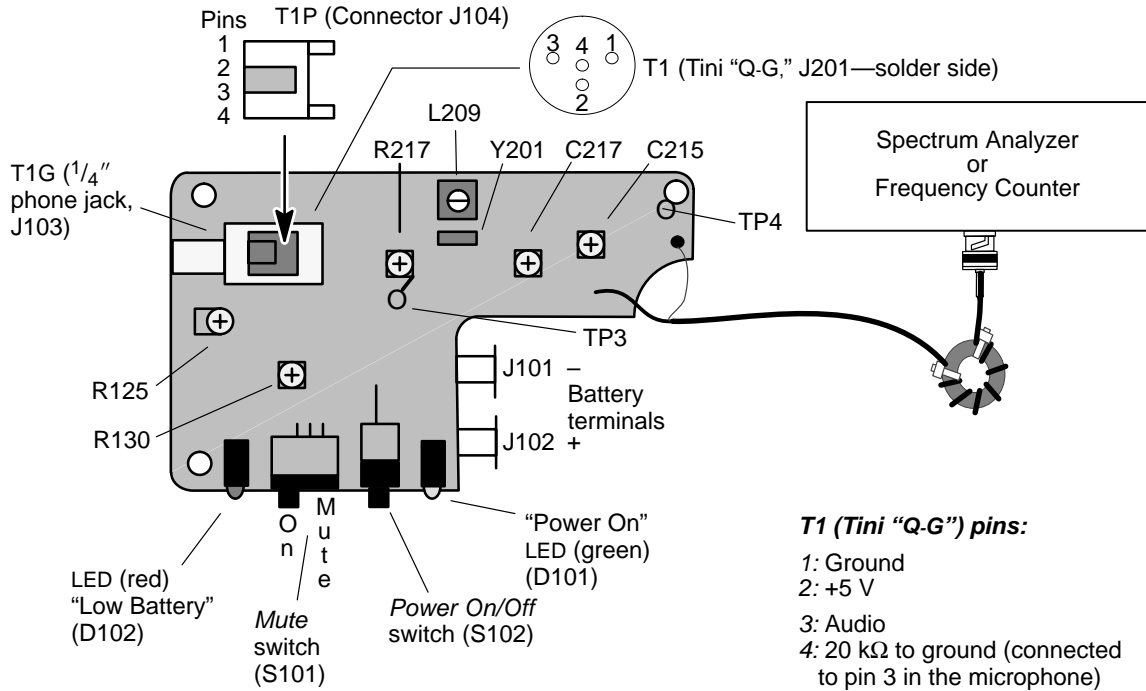 Pins
T1P (Connector J104)
1
2
3
4
3 4 1
2
T1 (Tini “Q-G,” J201—solder side)
L209
R217
Y201
C217
C215
T1G (1/4″
phone jack,
J103)
TP4
Spectrum Analyzer
or
Frequency Counter
TP3
R125
R130
J101 –
Battery
terminals
J102 +
On
Mute
“Power On”
LED (green)
(D101)
LED (red)
“Low Battery”
(D102)
Mute
switch
(S101)
Power On/Off
switch (S102)
T1 (Tini “Q-G”) pins:
1: Ground
2: +5 V
3: Audio
4: 20 kΩ to ground (connected
to pin 3 in the microphone)